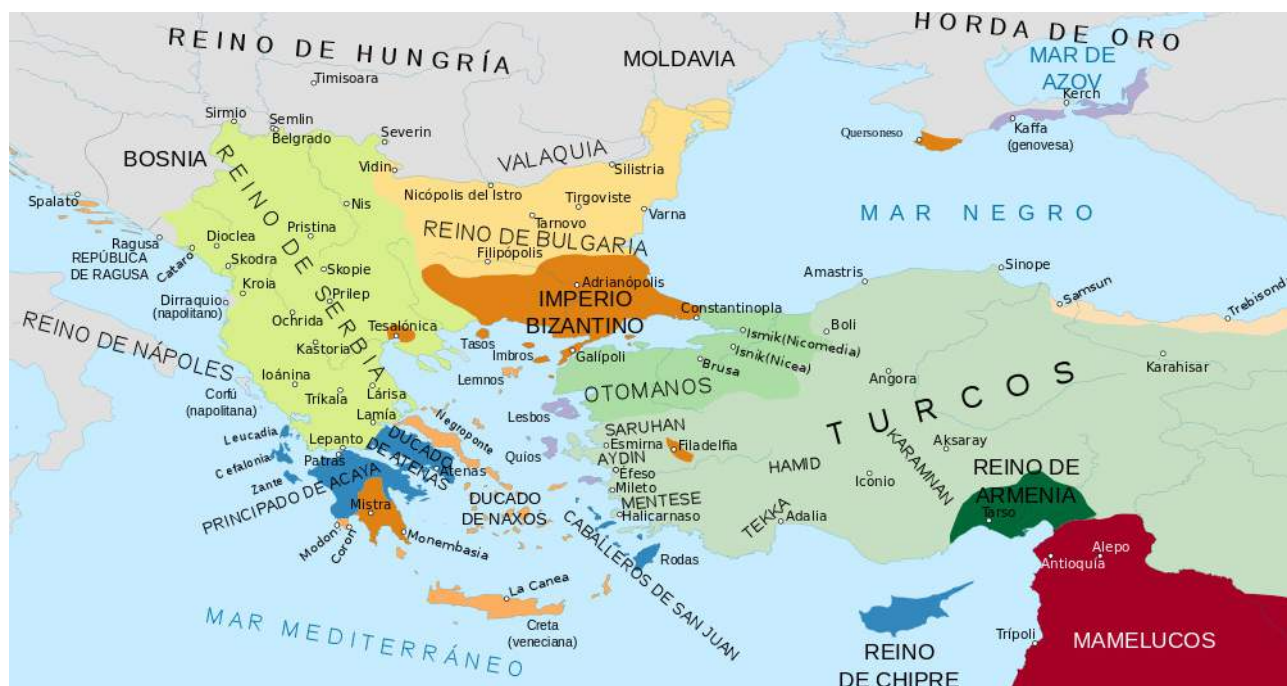 REINO DE HUNGRÍA
HORDA DE ORO
MOLDAVIA
MAR DE
AZOV
Timisoara
Kerch
Sirmio
Semlin
Belgrado
Severin
Quersoneso
Kaffa
(genovesa)
BOSNIA
VALAQUIA
Vidin
Silistria
Spalato
Nicópolis del Istro
Tirgoviste
Nis
Tarnovo
Varna
MAR NEGRO
REINO DE SERBIA
Pristina
REINO DE BULGARIA
Ragusa
REPÚBLICA
DE RAGUSA
Dioclea
Cataro
Filipópolis
Skodra
Skopie
Amastris
Sinope
Adrianópolis
Kroia
Prilep
IMPERIO
BIZANTINO
Constantinopla
Samsun
Trebisonda
Dirraquio
(napolitano)
Ochrida
Tesalónica
Boli
REINO DE NÁPOLES
Kastoria
Tasos
Imbros
Galípoli
Ismik(Nicomedia)
Isnik(Nicea)
Brusa
Karahisar
Ioánina
Lárisa
Lemnos
OTOMANOS
Angora
TURCOS
Corfú
(napolitana)
Tríkala
Lamía
Negroponte
Lesbos
SARUHAN
Leucadia
Lepanto
DUCADO
DE ATENAS
Esmirna
Filadelfia
Aksaray
KARAMNAN
Cefalonia
Patras
Atenas
Quíos
AYDIN
HAMID
Éfeso
Iconio
REINO DE
ARMENIA
Zante
PRINCIPADO DE ACAYA
Mistra
DUCADO
DE NAXOS
Mileto
MENTESE
Halicarnaso
TEKKA
Adalia
Tarso
Modon
Coron
Monembasia
CABALLEROS DE SAN JUAN
Rodas
Antioquía
Alepo
La Canea
Creta
(veneciana)
MAR MEDITERRÁNEO
Trípoli
MAMELUCOS
REINO
DE CHIPRE